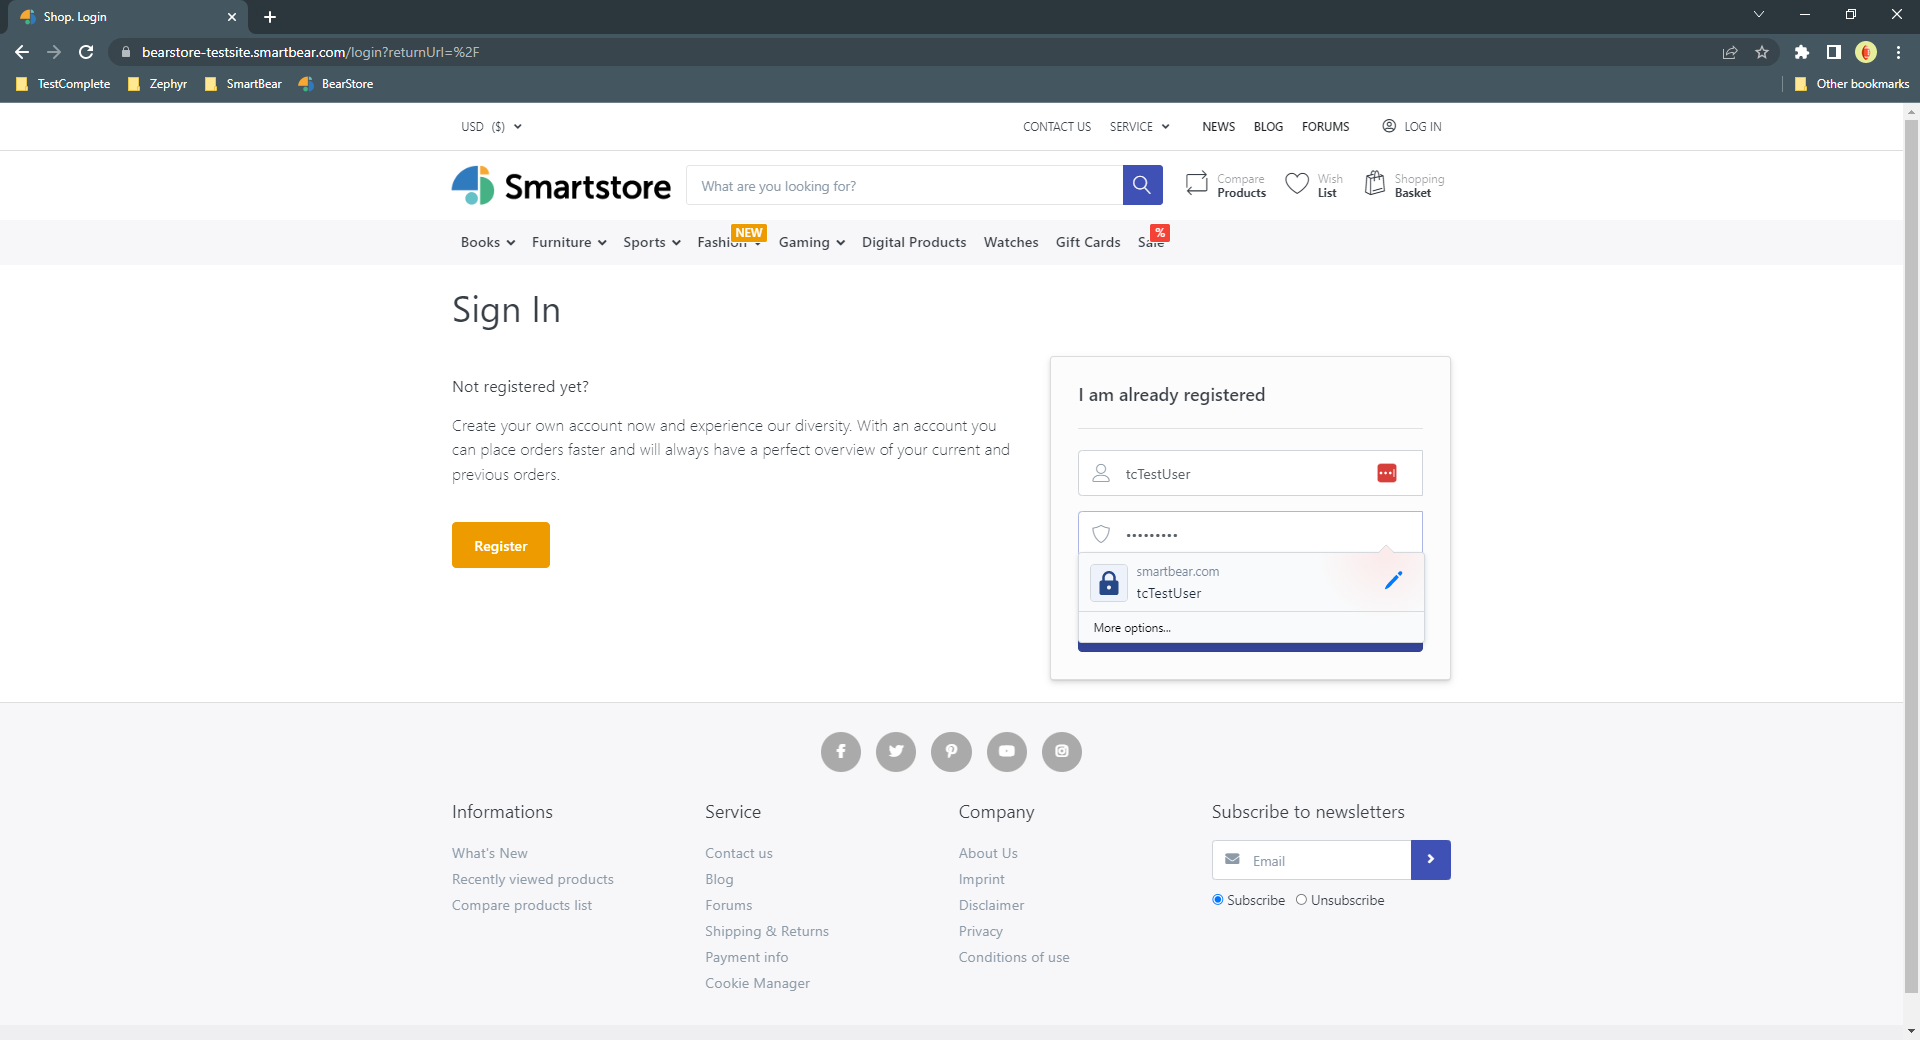 Shop. Login
bearstore-testsite.smartbear.com/login?returnUrl=%2F
TestComplete
Zephyr
SmartBear
BearStore
Other bookmarks
USD ($)
CONTACT US
SERVICE
NEWS
BLOG
FORUMS
LOG IN
Smartstore
What are you looking for?
Compare
Products
Wish
List
Shopping
Basket
Books
Furniture
Sports
Fashion
NEW
Gaming
Digital Products
Watches
Gift Cards
Sale
%
Sign In
Not registered yet?
Create your own account now and experience our diversity. With an account you
can place orders faster and will always have a perfect overview of your current and
previous orders.
Register
I am already registered
tcTestUser
smartbear.com
tcTestUser
More options...
Informations
What's New
Recently viewed products
Compare products list
Service
Contact us
Blog
Forums
Shipping & Returns
Payment info
Cookie Manager
Company
About Us
Imprint
Disclaimer
Privacy
Conditions of use
Subscribe to newsletters
Email
Subscribe
Unsubscribe